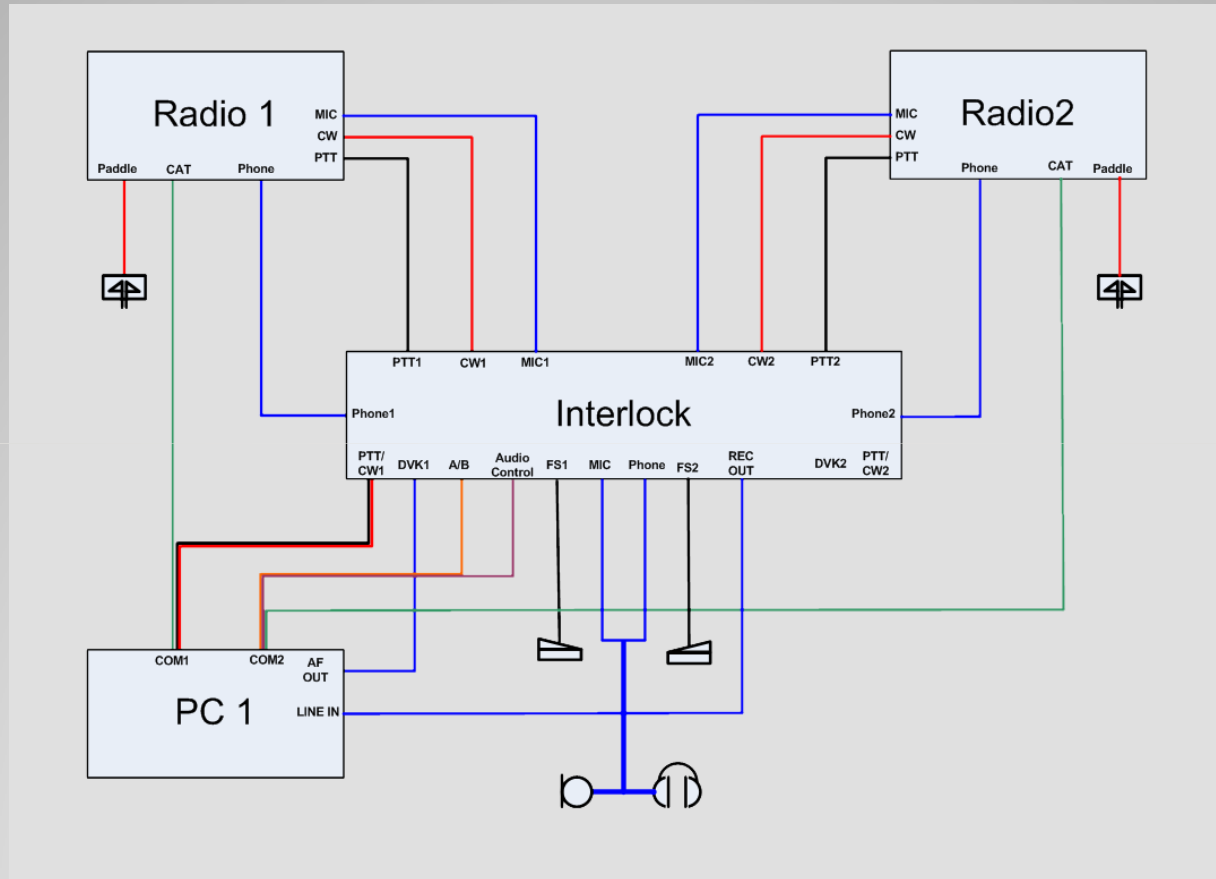 Radio 1
MIC
CW
PTT
Paddle
CAT
Phone
Radio2
MIC
CW
PTT
Phone
CAT
Paddle
PTT1
CW1
MIC1
MIC2
CW2
PTT2
Phone1
Interlock
Phone2
PTT/
CW1
DVK1
A/B
Audio
Control
FS1
MIC
Phone
FS2
REC
OUT
DVK2
PTT/
CW2
COM1
COM2
AF
OUT
PC 1
LINE IN